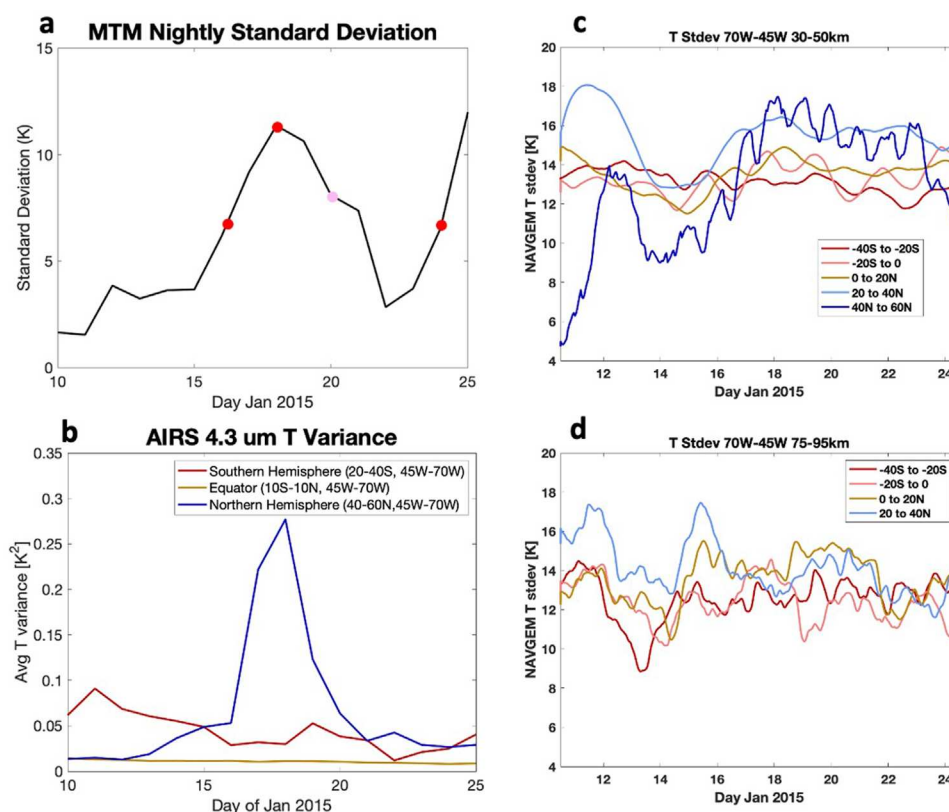 a
MTM Nightly Standard Deviation
15
10
5
0
Standard Deviation (K)
10
15
20
25
Day Jan 2015
b
AIRS 4.3 um T Variance
0.35
0.3
0.25
0.2
0.15
0.1
0.05
0
Avg T variance [K²]
Southern Hemisphere (20-40S, 45W-70W)
Equator (10S-10N, 45W-70W)
Northern Hemisphere (40-60N,45W-70W)
10
15
20
25
Day of Jan 2015
c
T Stdev 70W-45W 30-50km
20
18
16
14
12
10
8
6
4
NAVGEM T stdev [K]
-40S to -20S
-20S to 0
0 to 20N
20 to 40N
40N to 60N
12
14
16
18
20
22
24
Day Jan 2015
d
T Stdev 70W-45W 75-95km
20
18
16
14
12
10
8
6
4
NAVGEM T stdev [K]
-40S to -20S
-20S to 0
0 to 20N
20 to 40N
12
14
16
18
20
22
24
Day Jan 2015